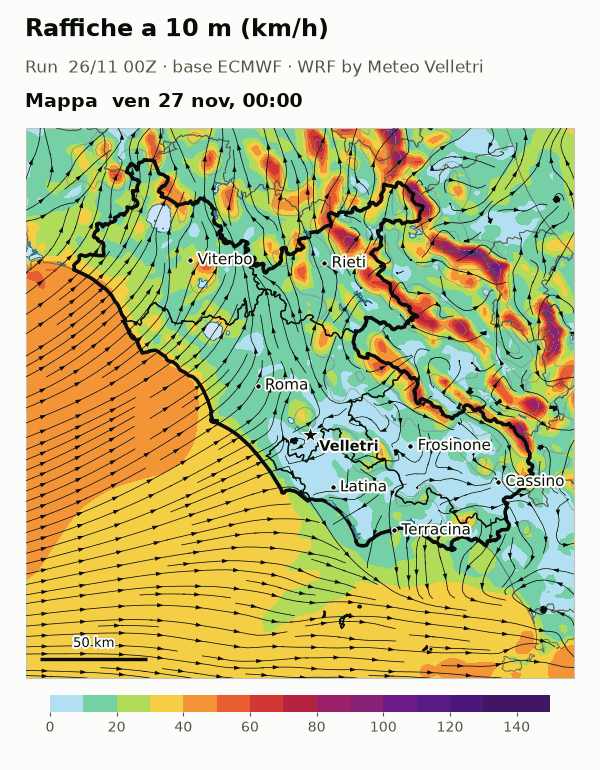 Raffiche a 10 m (km/h)
Run 26/11 00Z · base ECMWF · WRF by Meteo Velletri
Mappa ven 27 nov, 00:00
Viterbo
Rieti
Roma
Velletri
Frosinone
Cassino
Latina
Terracina
50 km
0 20 40 60 80 100 120 140